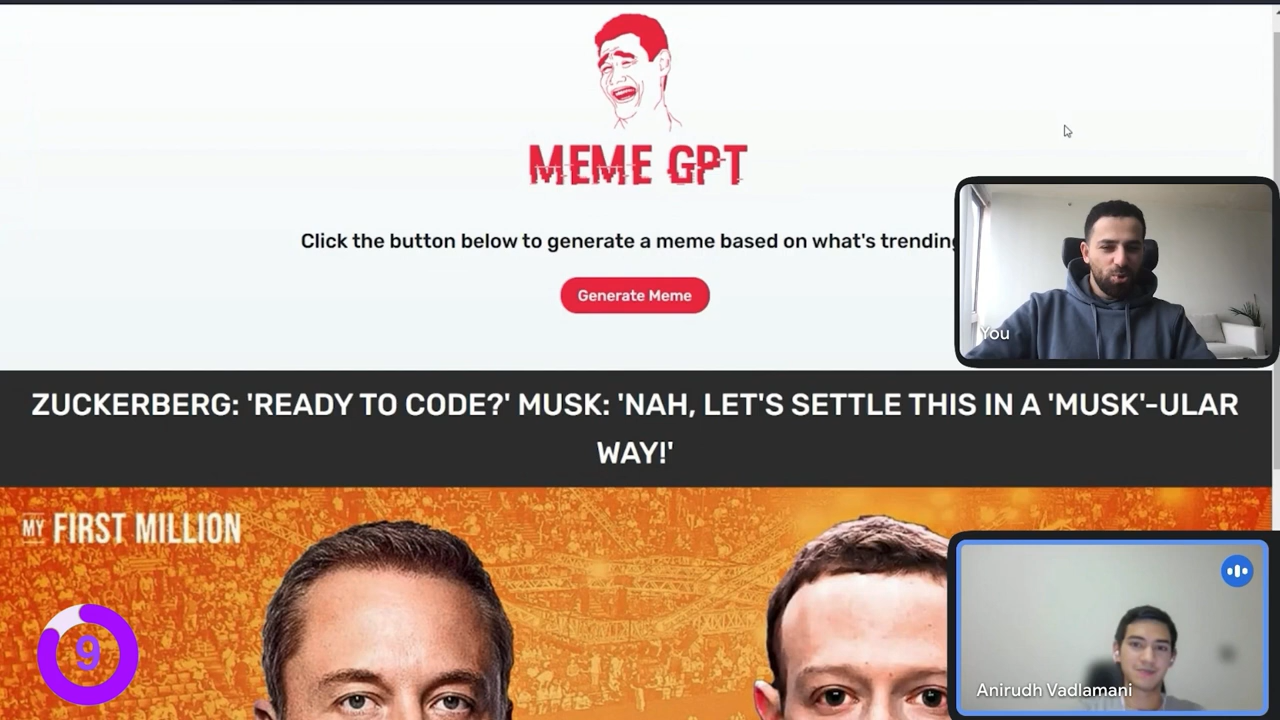 MEME GPT
Click the button below to generate a meme based on what's trending
Generate Meme
You
ZUCKERBERG: 'READY TO CODE?' MUSK: 'NAH, LET'S SETTLE THIS IN A 'MUSK'-ULAR
WAY!'
MY FIRST MILLION
9
Anirudh Vadlamani